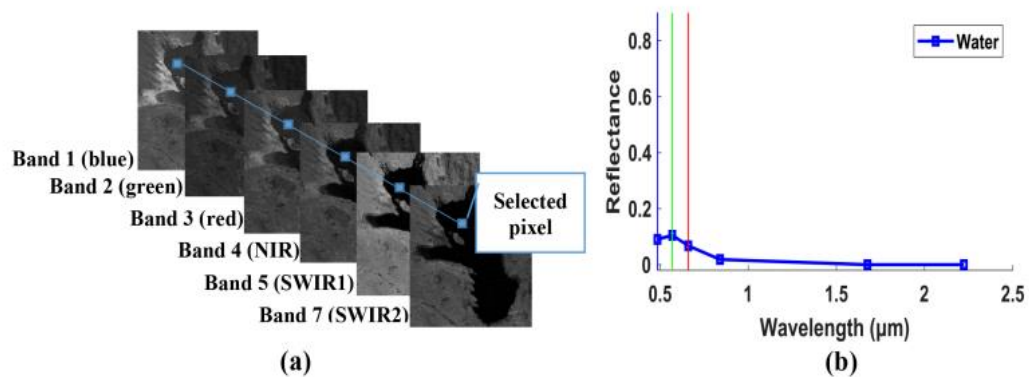 Band 1 (blue)
Band 2 (green)
Band 3 (red)
Band 4 (NIR)
Band 5 (SWIR1)
Band 7 (SWIR2)
Selected
pixel
(a)
Reflectance
0.8
0.6
0.4
0.2
0
Water
0.5
1
1.5
2
2.5
Wavelength (µm)
(b)